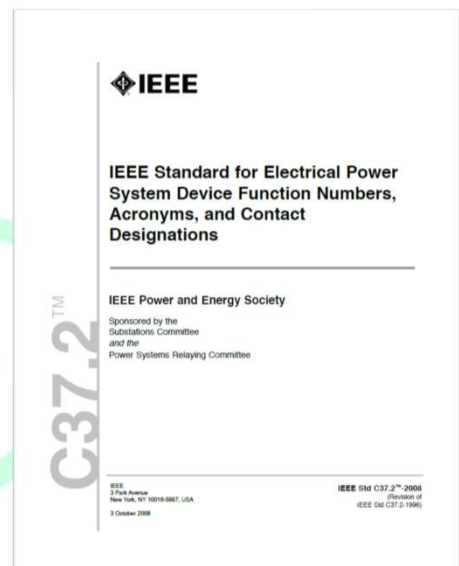 IEEE
IEEE Standard for Electrical Power
System Device Function Numbers,
Acronyms, and Contact
Designations
IEEE Power and Energy Society
Sponsored by the
Substations Committee
and the
Power Systems Relaying Committee
C37.2™
IEEE
3 Park Avenue
New York, NY 10016-5997, USA
3 October 2008
IEEE Std C37.2™-2008
(Revision of
IEEE Std C37.2-1996)